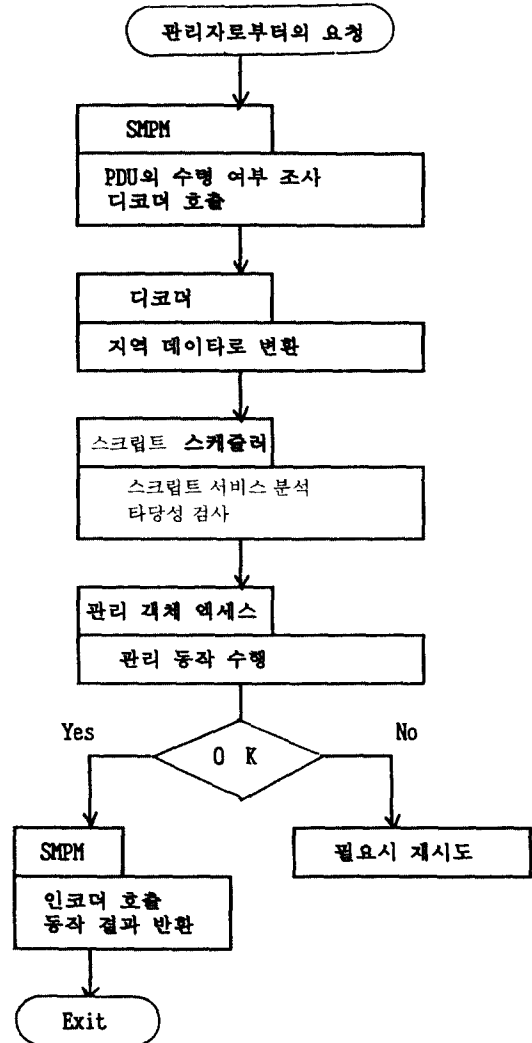 관리자로부터의 요청
SMPM
PDU의 수명 여부 조사
디코더 호출
디코더
지역 데이타로 변환
스크립트 스케쥴러
스크립트 서비스 분석
타당성 검사
관리 객체 엑세스
관리 동작 수행
Yes
O K
No
SMPM
필요시 재시도
인코더 호출
동작 결과 반환
Exit